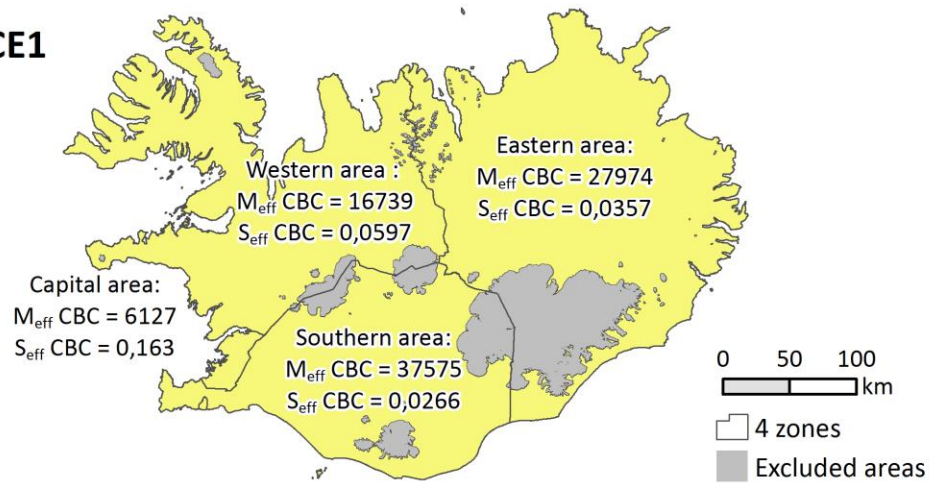 CE1
Eastern area:
Meff CBC = 27974
Seff CBC = 0,0357
Western area :
Meff CBC = 16739
Seff CBC = 0,0597
Capital area:
Meff CBC = 6127
Seff CBC = 0,163
Southern area:
Meff CBC = 37575
Seff CBC = 0,0266
0 50 100
km
4 zones
Excluded areas